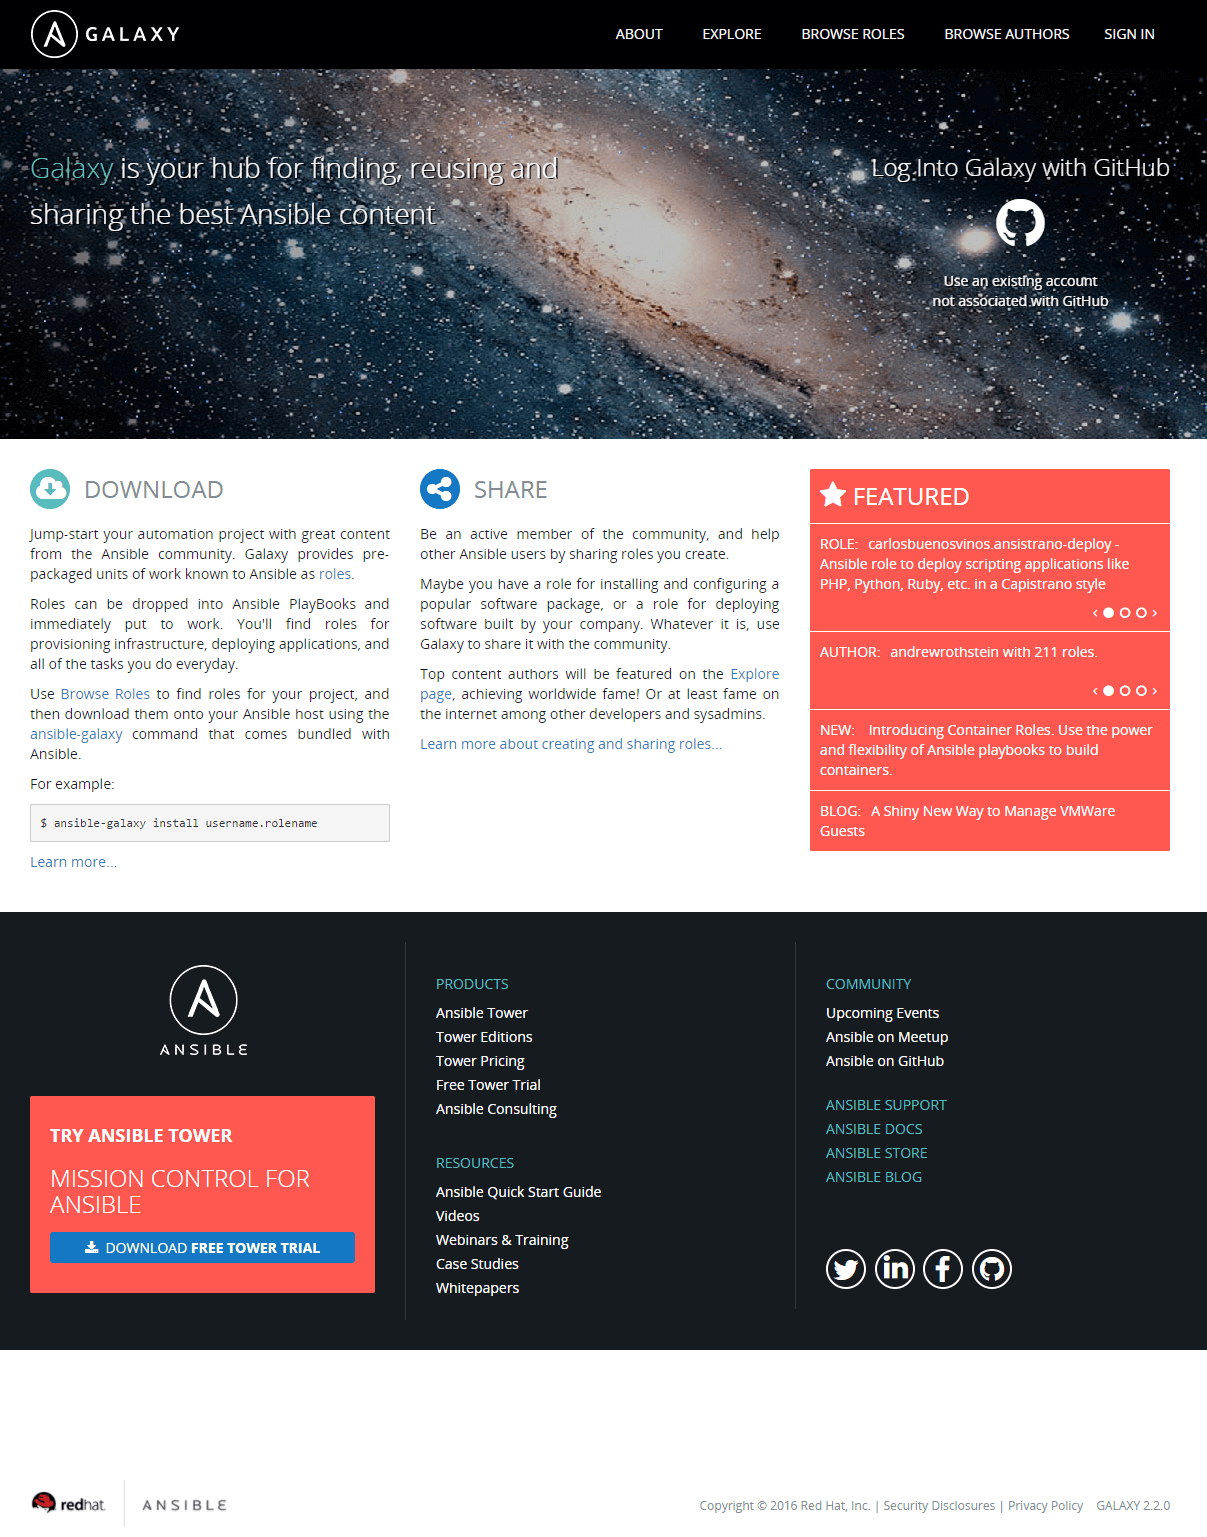 GALAXY
ABOUT EXPLORE BROWSE ROLES BROWSE AUTHORS SIGN IN
Galaxy is your hub for finding, reusing and
sharing the best Ansible content
Log Into Galaxy with GitHub
Use an existing account
not associated with GitHub
DOWNLOAD
Jump-start your automation project with great content
from the Ansible community. Galaxy provides pre-
packaged units of work known to Ansible as roles.
Roles can be dropped into Ansible PlayBooks and
immediately put to work. You'll find roles for
provisioning infrastructure, deploying applications, and
all of the tasks you do everyday.
Use Browse Roles to find roles for your project, and
then download them onto your Ansible host using the
ansible-galaxy command that comes bundled with
Ansible.
For example:
$ ansible-galaxy install username.rolename
Learn more...
SHARE
Be an active member of the community, and help
other Ansible users by sharing roles you create.
Maybe you have a role for installing and configuring a
popular software package, or a role for deploying
software built by your company. Whatever it is, use
Galaxy to share it with the community.
Top content authors will be featured on the Explore
page, achieving worldwide fame! Or at least fame on
the internet among other developers and sysadmins.
Learn more about creating and sharing roles...
FEATURED
ROLE: carlosbuenosvinos.ansistrano-deploy -
Ansible role to deploy scripting applications like
PHP, Python, Ruby, etc. in a Capistrano style
AUTHOR: andrewrothstein with 211 roles.
NEW: Introducing Container Roles. Use the power
and flexibility of Ansible playbooks to build
containers.
BLOG: A Shiny New Way to Manage VMWare
Guests
ANSIBLE
TRY ANSIBLE TOWER
MISSION CONTROL FOR
ANSIBLE
DOWNLOAD FREE TOWER TRIAL
PRODUCTS
Ansible Tower
Tower Editions
Tower Pricing
Free Tower Trial
Ansible Consulting
RESOURCES
Ansible Quick Start Guide
Videos
Webinars & Training
Case Studies
Whitepapers
COMMUNITY
Upcoming Events
Ansible on Meetup
Ansible on GitHub
ANSIBLE SUPPORT
ANSIBLE DOCS
ANSIBLE STORE
ANSIBLE BLOG
redhat. ANSIBLE
Copyright © 2016 Red Hat, Inc. | Security Disclosures | Privacy Policy GALAXY 2.2.0